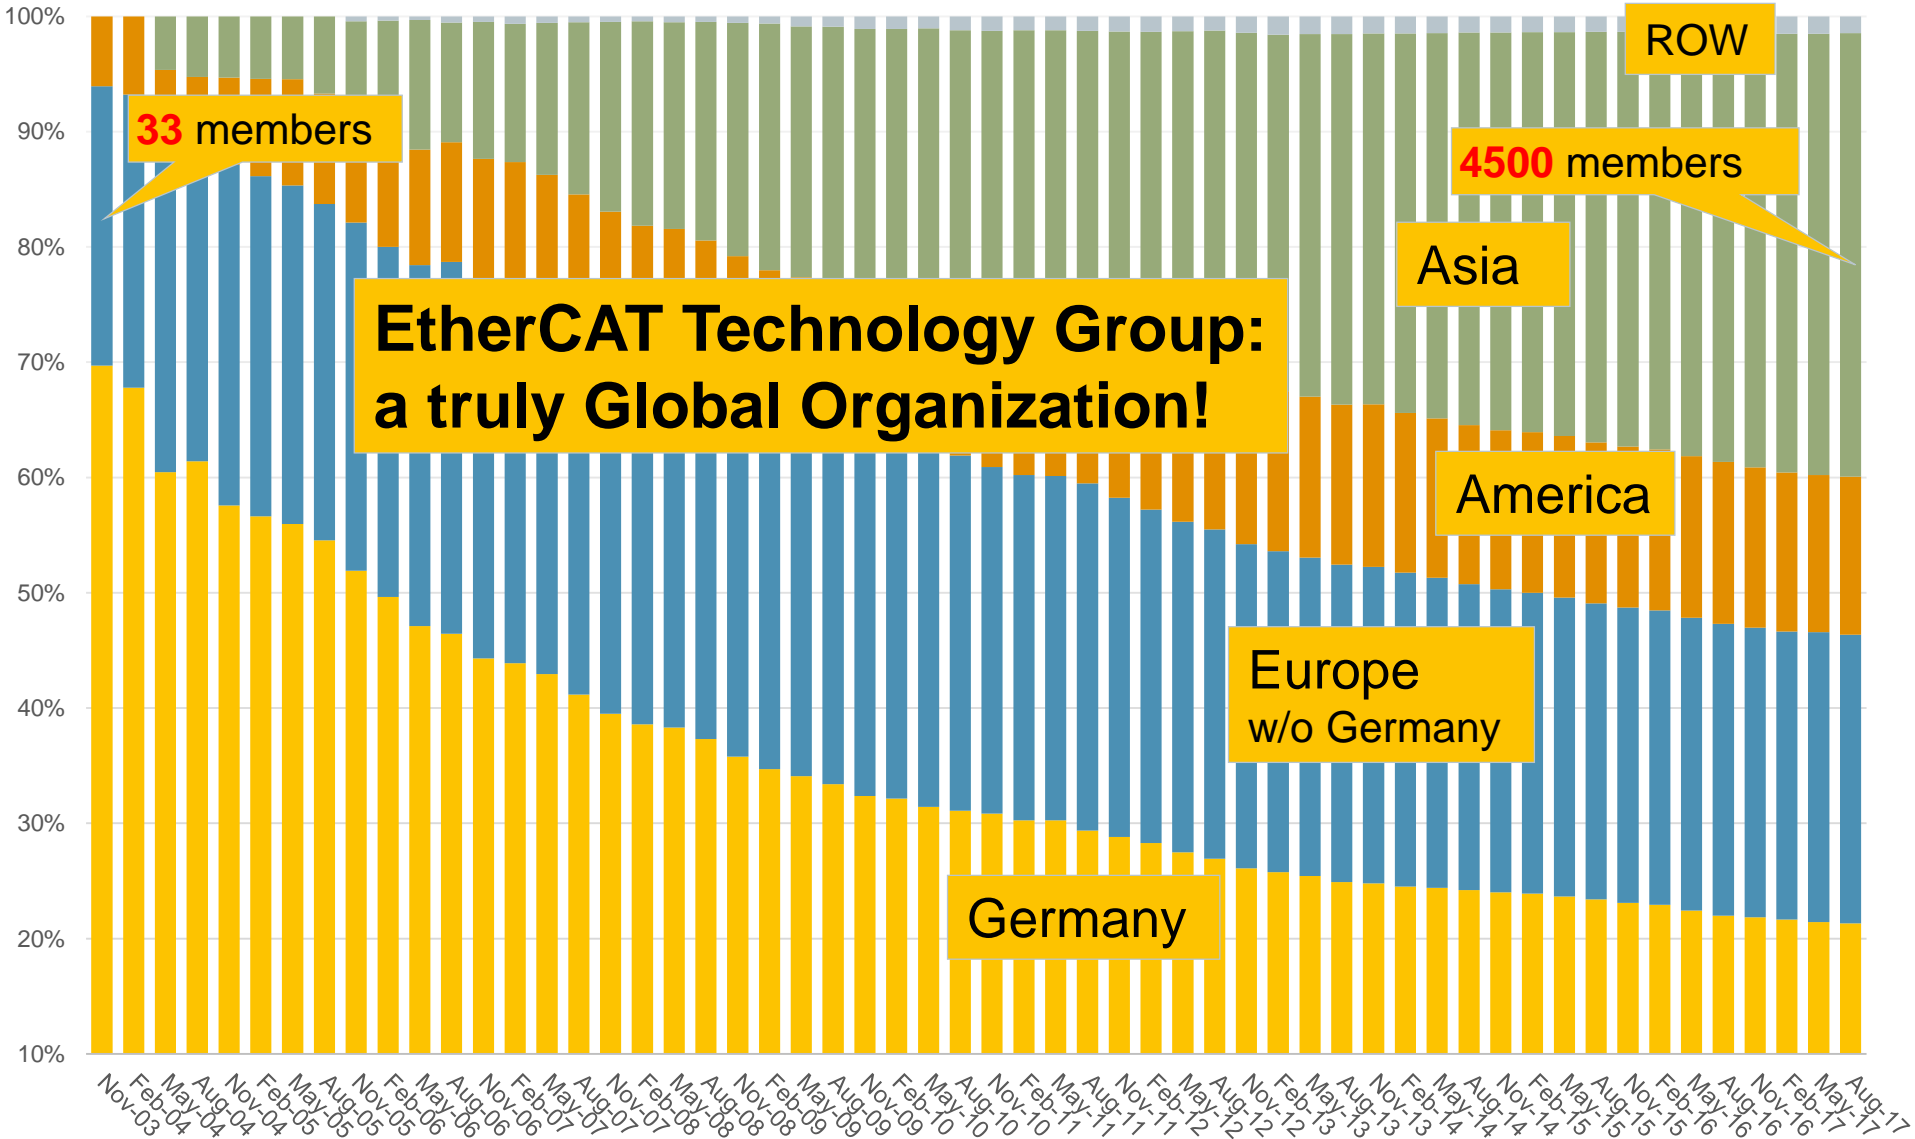 100%
90%
80%
70%
60%
50%
40%
30%
20%
10%
ROW
33 members
4500 members
Asia
EtherCAT Technology Group:
a truly Global Organization!
America
Europe
w/o Germany
Germany
Nov-03
Feb-04
May-04
Aug-04
Nov-04
Feb-05
May-05
Aug-05
Nov-05
Feb-06
May-06
Aug-06
Nov-06
Feb-07
May-07
Aug-07
Nov-07
Feb-08
May-08
Aug-08
Nov-08
Feb-09
May-09
Aug-09
Nov-09
Feb-10
May-10
Aug-10
Nov-10
Feb-11
May-11
Aug-11
Nov-11
Feb-12
May-12
Aug-12
Nov-12
Feb-13
May-13
Aug-13
Nov-13
Feb-14
May-14
Aug-14
Nov-14
Feb-15
May-15
Aug-15
Nov-15
Feb-16
May-16
Aug-16
Nov-16
Feb-17
May-17
Aug-17